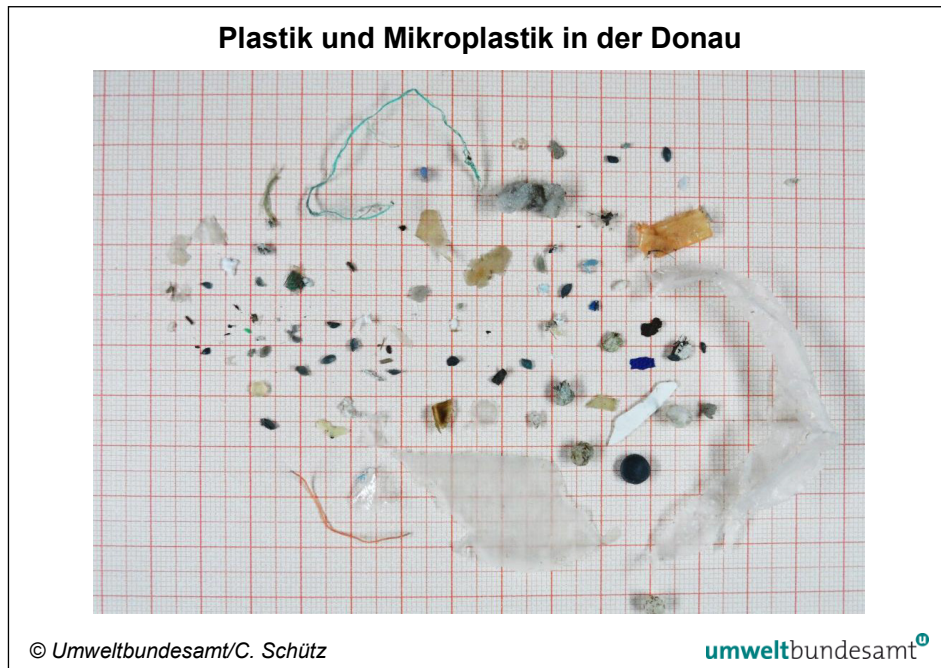 Plastik und Mikroplastik in der Donau
© Umweltbundesamt/C. Schütz
umweltbundesamt